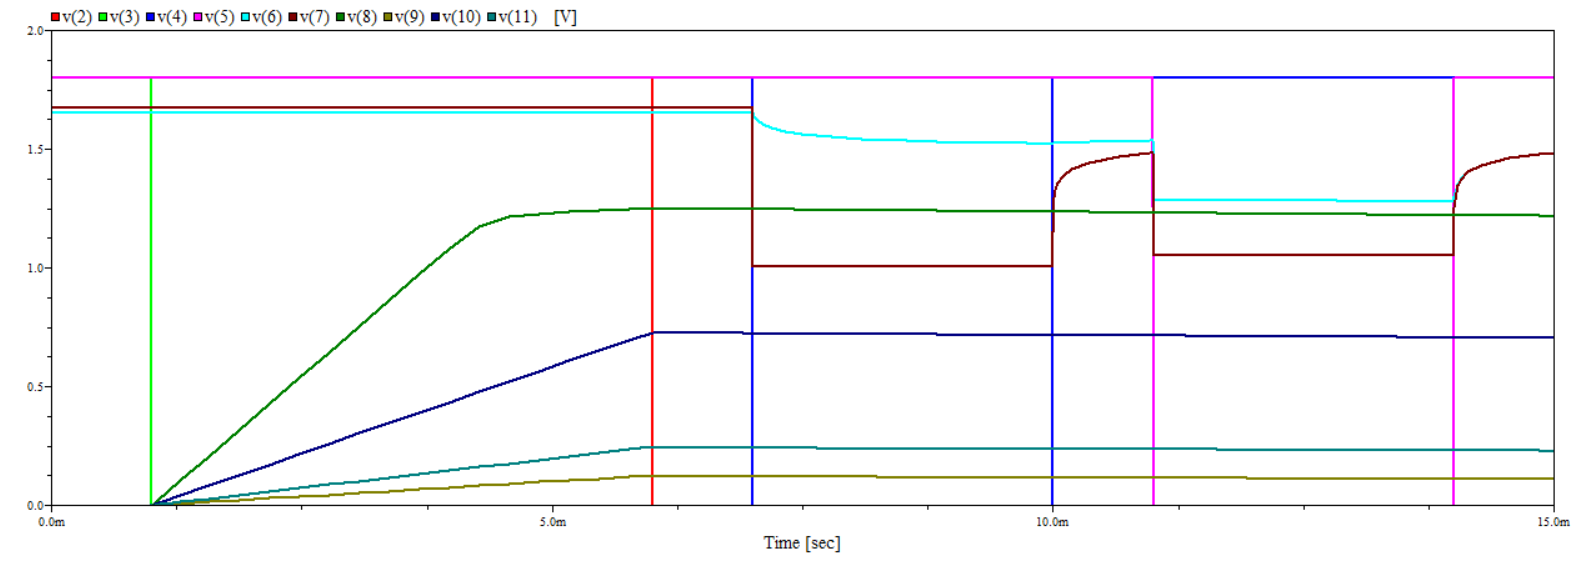 v(2) v(3) v(4) v(5) v(6) v(7) v(8) v(9) v(10) v(11) [V]
2.0
1.5
1.0
0.5
0.0
0.0m 5.0m 10.0m 15.0m
Time [sec]